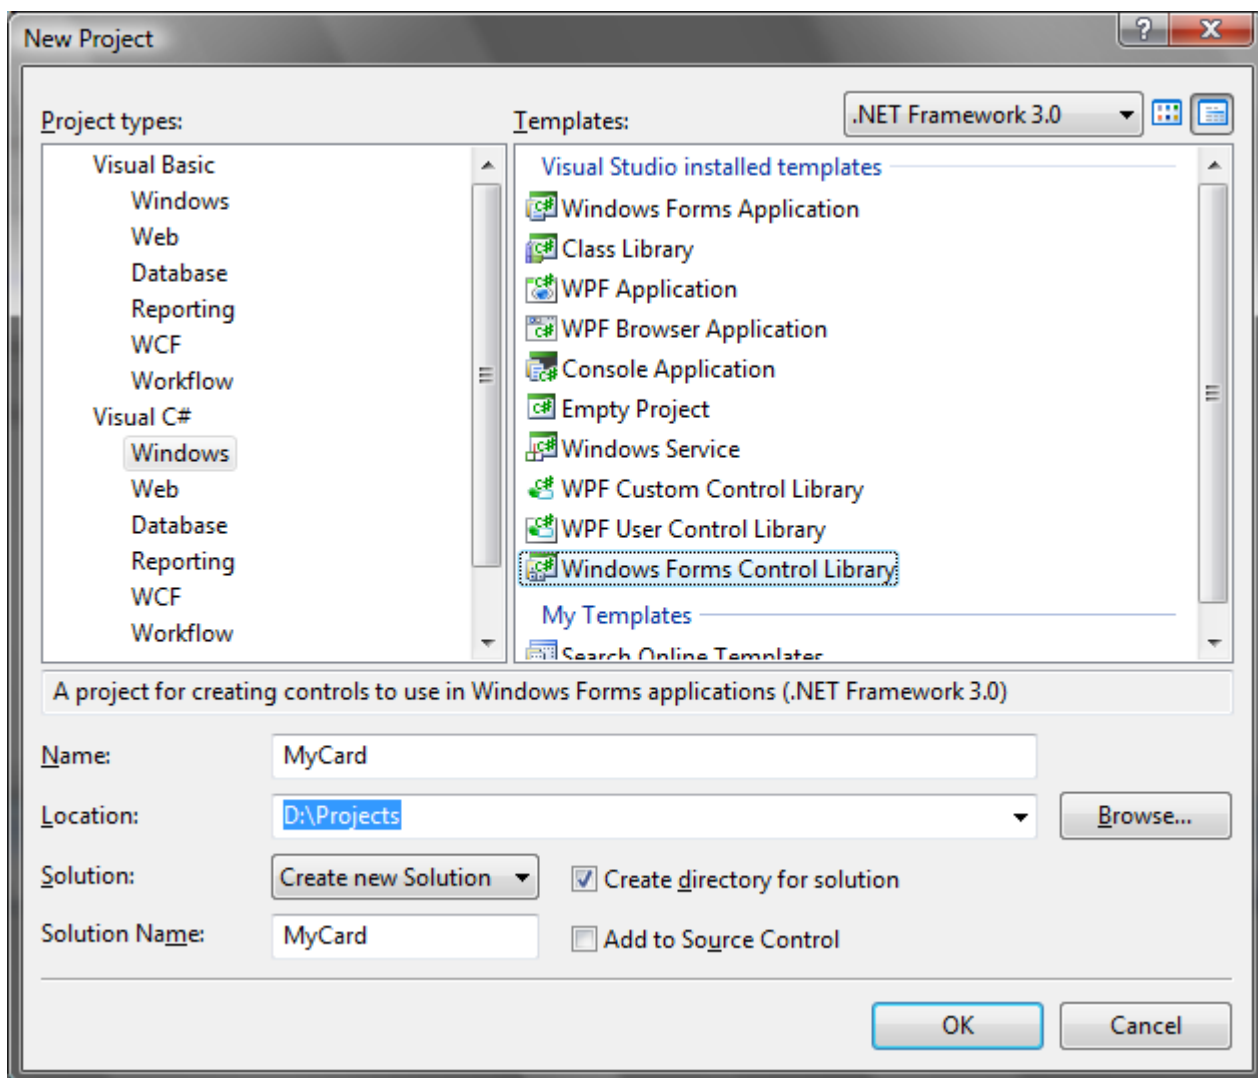 New Project
Project types:
Templates:
.NET Framework 3.0
Visual Basic
Windows
Web
Database
Reporting
WCF
Workflow
Visual C#
Windows
Web
Database
Reporting
WCF
Workflow
Visual Studio installed templates
Windows Forms Application
Class Library
WPF Application
WPF Browser Application
Console Application
Empty Project
Windows Service
WPF Custom Control Library
WPF User Control Library
Windows Forms Control Library
My Templates
Search Online Templates
A project for creating controls to use in Windows Forms applications (.NET Framework 3.0)
Name:
MyCard
Location:
D:\Projects
Browse...
Solution:
Create new Solution
Create directory for solution
Solution Name:
MyCard
Add to Source Control
OK
Cancel